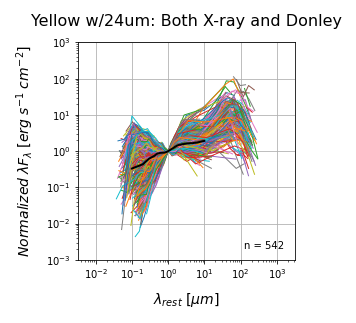 Yellow w/24um: Both X-ray and Donley
Normalized λF_λ [erg s⁻¹ cm⁻²]
10³
10²
10¹
10⁰
10⁻¹
10⁻²
10⁻³
n = 542
10⁻² 10⁻¹ 10⁰ 10¹ 10² 10³
λ_rest [μm]